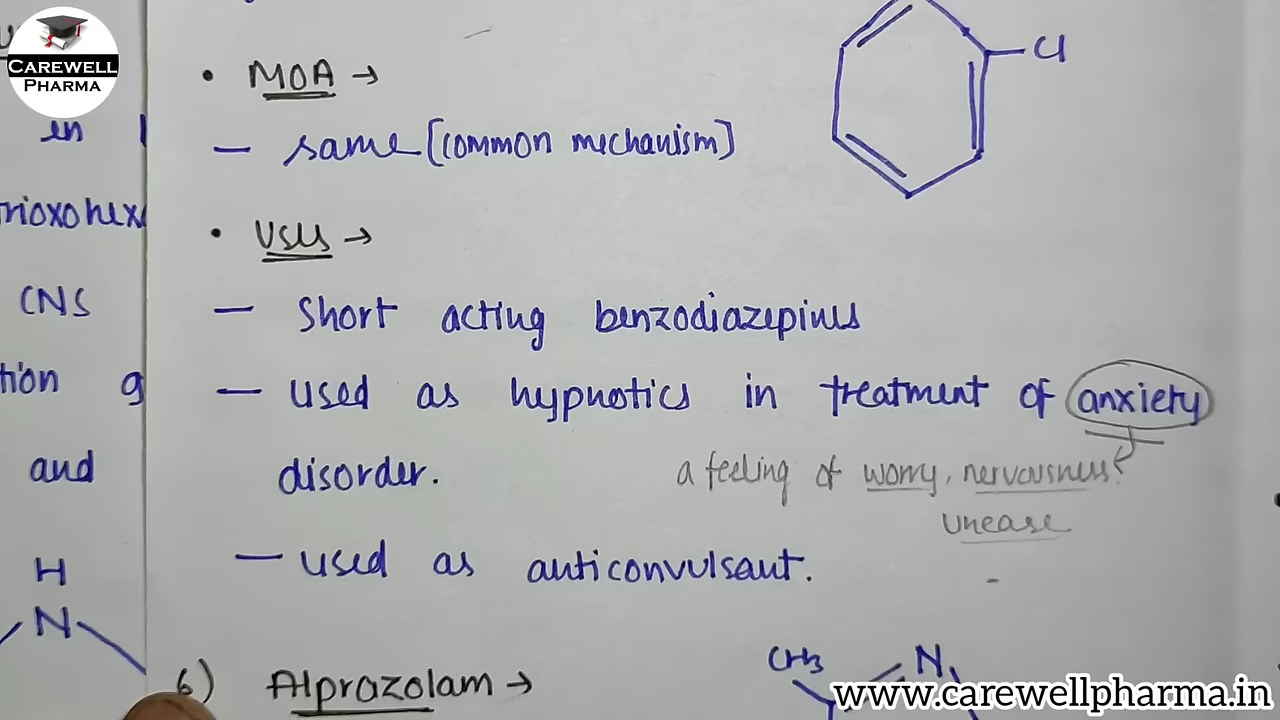 CAREWELL
PHARMA
en
rioxohex
CNS
tion g
and
H
N
Cl
• MOA →
— same [common mechanism]
• Uses →
— Short acting benzodiazepines
— used as hypnotics in treatment of anxiety
disorder.
a feeling of worry, nervousness
unease
— used as anticonvulsant.
6) Alprazolam →
CH3 N
www.carewellpharma.in